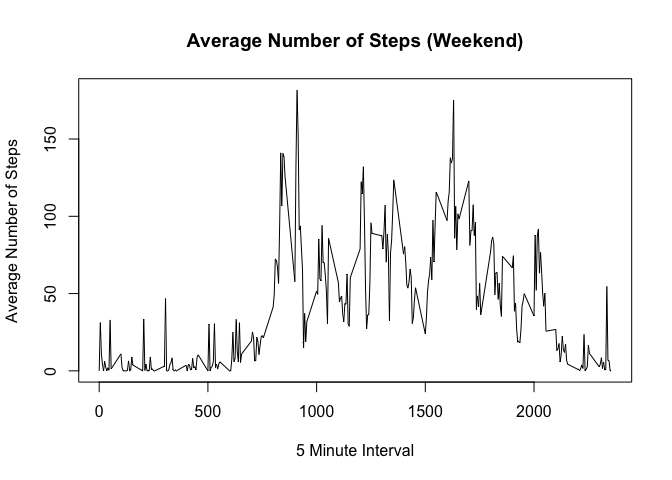 Average Number of Steps (Weekend)
Average Number of Steps
150
100
50
0
0 500 1000 1500 2000
5 Minute Interval